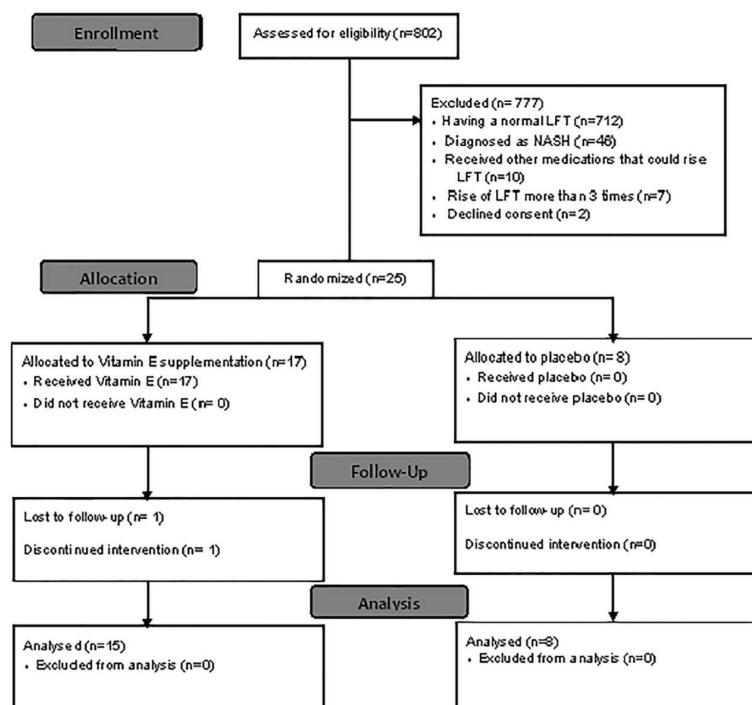 Enrollment
Assessed for eligibility (n=802)
Excluded (n= 777)
• Having a normal LFT (n=712)
• Diagnosed as NASH (n=46)
• Received other medications that could rise
LFT (n=10)
• Rise of LFT more than 3 times (n=7)
• Declined consent (n=2)
Allocation
Randomized (n=25)
Allocated to Vitamin E supplementation (n=17)
• Received Vitamin E (n=17)
• Did not receive Vitamin E (n= 0)
Allocated to placebo (n= 8)
• Received placebo (n= 0)
• Did not receive placebo (n= 0)
Follow-Up
Lost to follow-up (n= 1)
Discontinued intervention (n= 1)
Lost to follow-up (n= 0)
Discontinued intervention (n=0)
Analysis
Analysed (n=15)
• Excluded from analysis (n=0)
Analysed (n=8)
• Excluded from analysis (n=0)